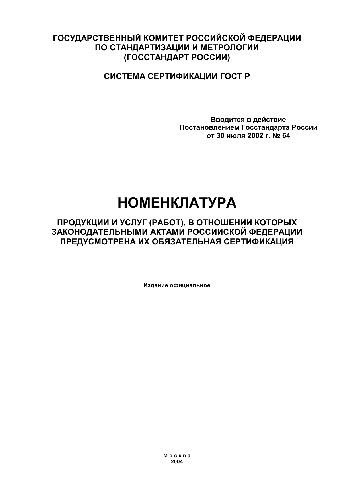 ГОСУДАРСТВЕННЫЙ КОМИТЕТ РОССИЙСКОЙ ФЕДЕРАЦИИ
ПО СТАНДАРТИЗАЦИИ И МЕТРОЛОГИИ
(ГОССТАНДАРТ РОССИИ)
СИСТЕМА СЕРТИФИКАЦИИ ГОСТ Р
Вводится в действие
Постановлением Госстандарта России
от 30 июля 2002 г. № 64
НОМЕНКЛАТУРА
ПРОДУКЦИИ И УСЛУГ (РАБОТ), В ОТНОШЕНИИ КОТОРЫХ
ЗАКОНОДАТЕЛЬНЫМИ АКТАМИ РОССИЙСКОЙ ФЕДЕРАЦИИ
ПРЕДУСМОТРЕНА ИХ ОБЯЗАТЕЛЬНАЯ СЕРТИФИКАЦИЯ
Издание официальное
Москва